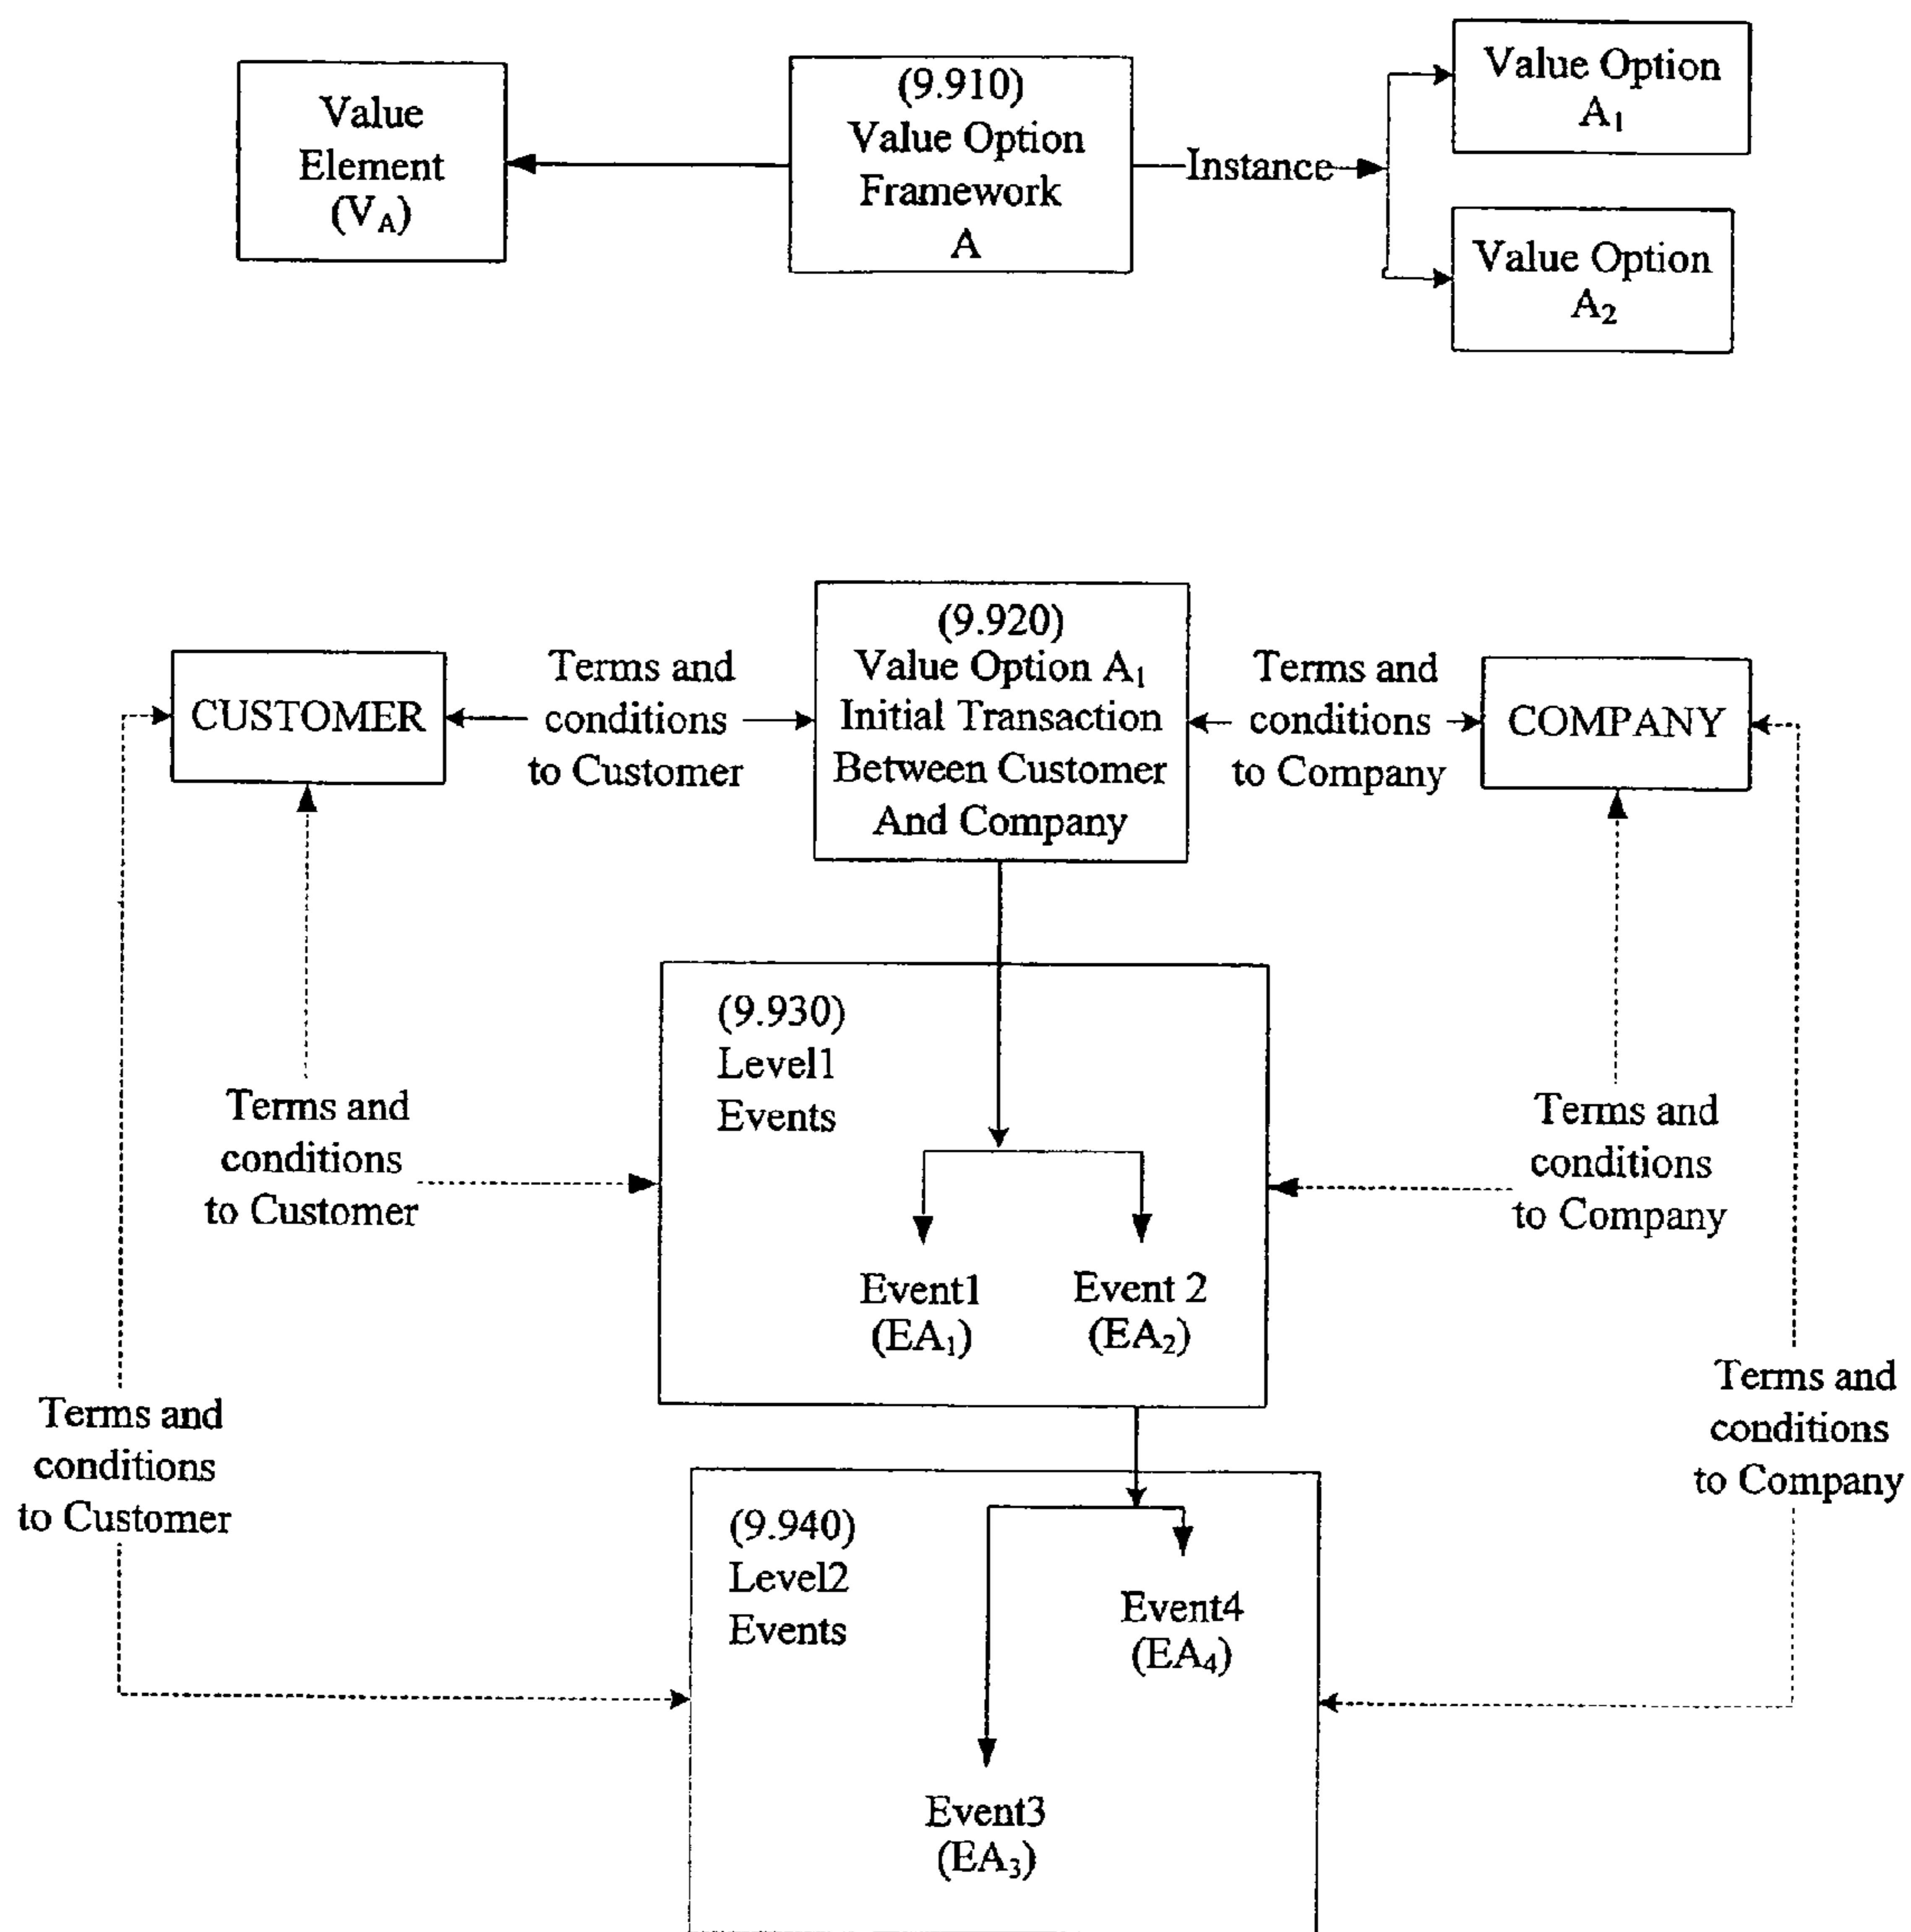 Value
Element
(V_A)
(9.910)
Value Option
Framework
A
Instance
Value Option
A₁
Value Option
A₂
CUSTOMER
Terms and
conditions
to Customer
(9.920)
Value Option A₁
Initial Transaction
Between Customer
And Company
Terms and
conditions
to Company
COMPANY
Terms and
conditions
to Customer
(9.930)
Level1
Events
Event1
(EA₁)
Event 2
(EA₂)
Terms and
conditions
to Company
Terms and
conditions
to Customer
Terms and
conditions
to Company
(9.940)
Level2
Events
Event4
(EA₄)
Event3
(EA₃)